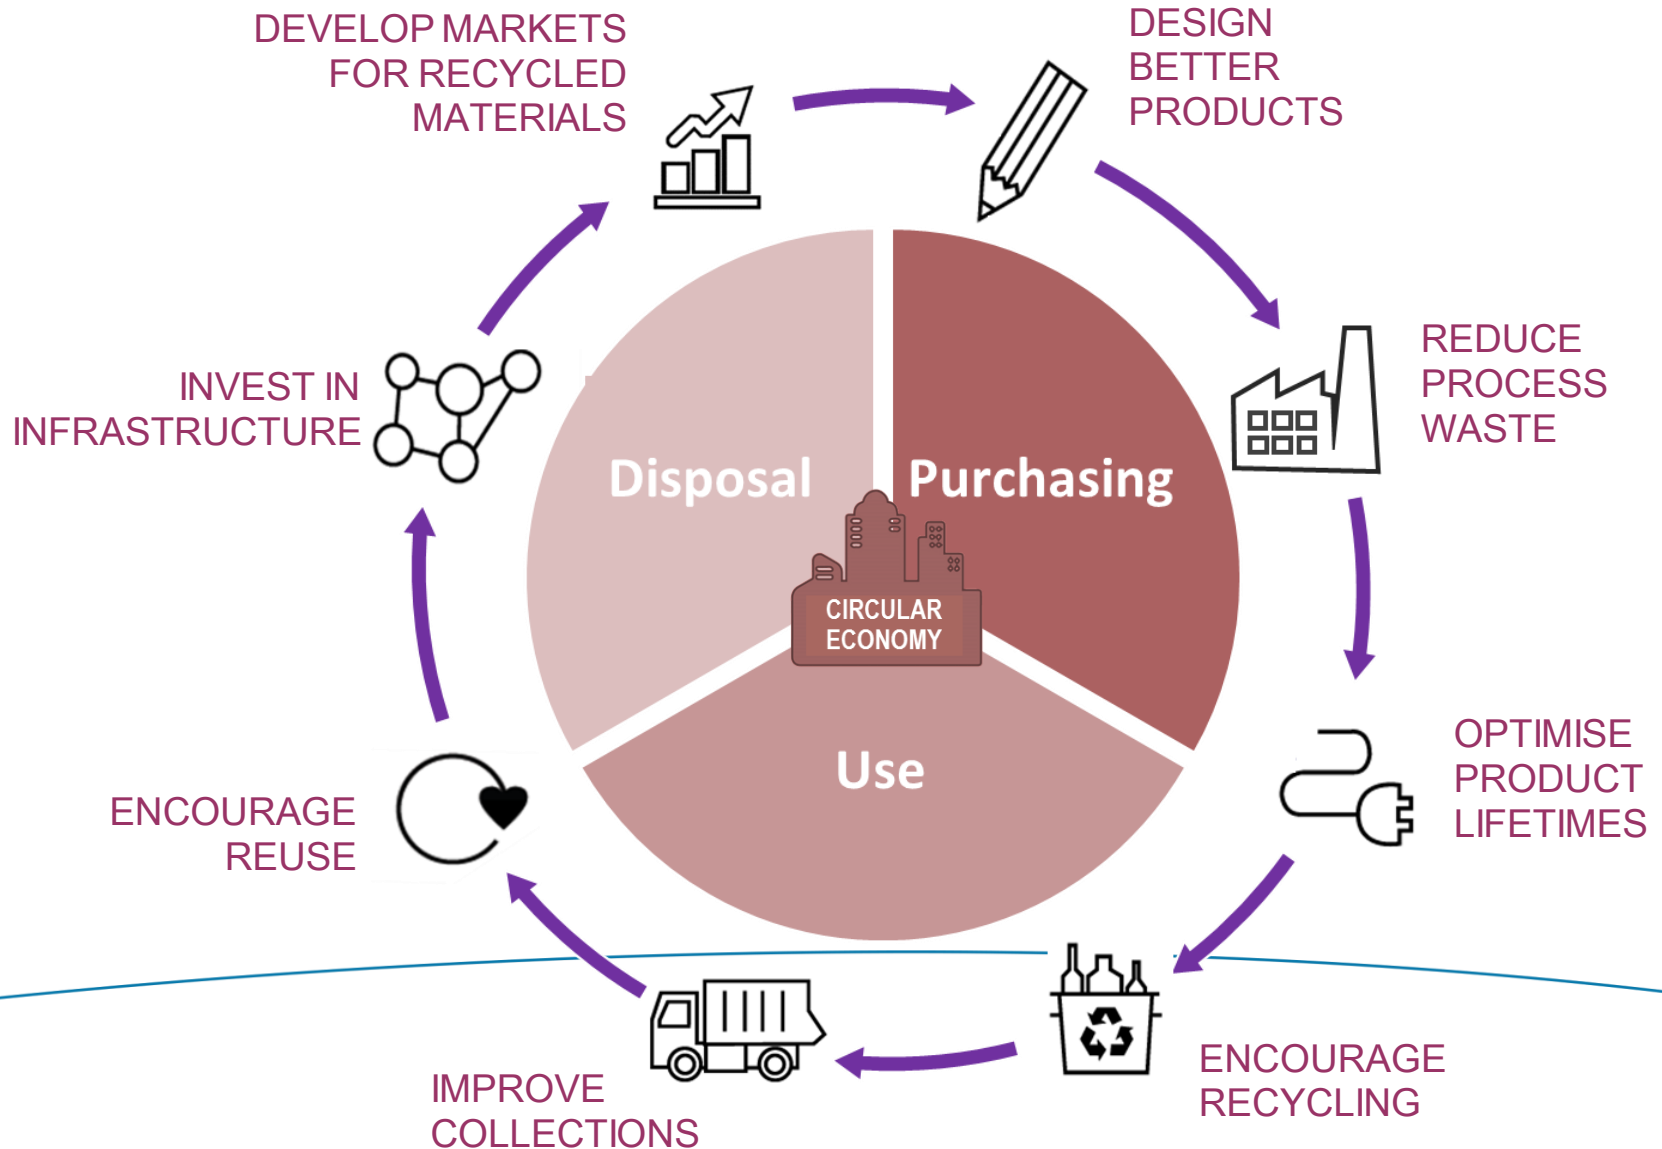 DEVELOP MARKETS
FOR RECYCLED
MATERIALS
DESIGN
BETTER
PRODUCTS
REDUCE
PROCESS
WASTE
INVEST IN
INFRASTRUCTURE
Disposal
Purchasing
CIRCULAR
ECONOMY
Use
OPTIMISE
PRODUCT
LIFETIMES
ENCOURAGE
REUSE
ENCOURAGE
RECYCLING
IMPROVE
COLLECTIONS